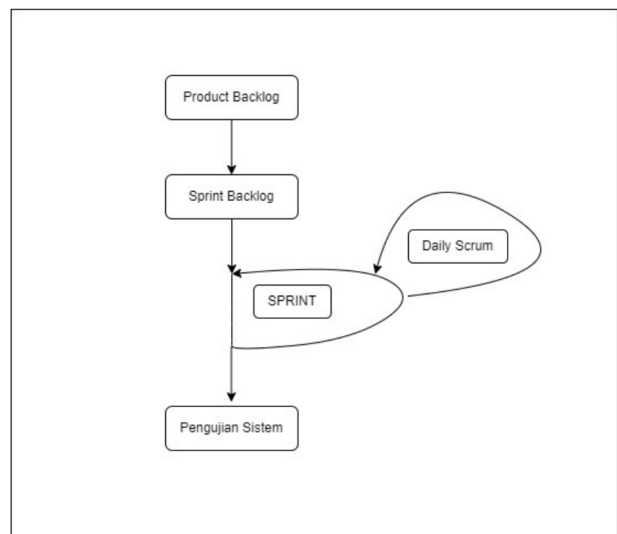 Product Backlog
Sprint Backlog
Daily Scrum
SPRINT
Pengujian Sistem